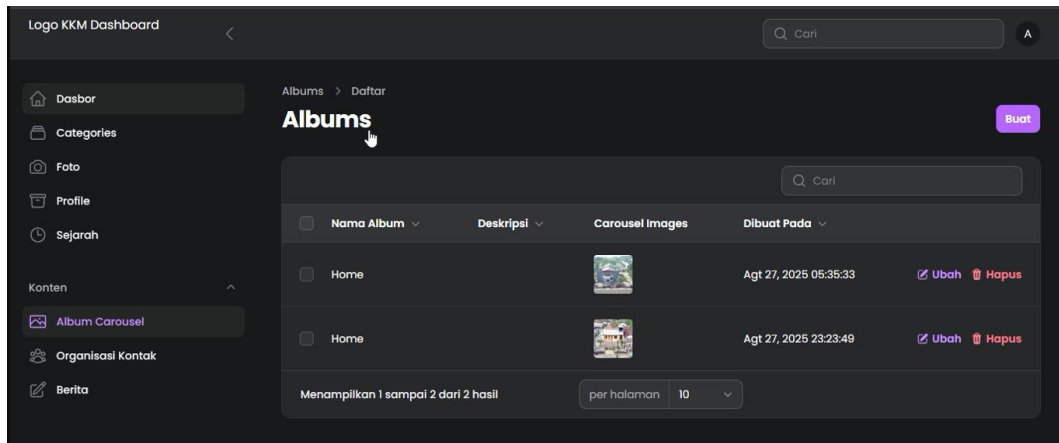 Logo KKM Dashboard
Cari
A
Dasbor
Categories
Foto
Profile
Sejarah
Konten
Album Carousel
Organisasi Kontak
Berita
Albums > Daftar
Albums
Buat
Cari
Nama Album Deskripsi Carousel Images Dibuat Pada
Home Agt 27, 2025 05:35:33 Ubah Hapus
Home Agt 27, 2025 23:23:49 Ubah Hapus
Menampilkan 1 sampai 2 dari 2 hasil per halaman 10